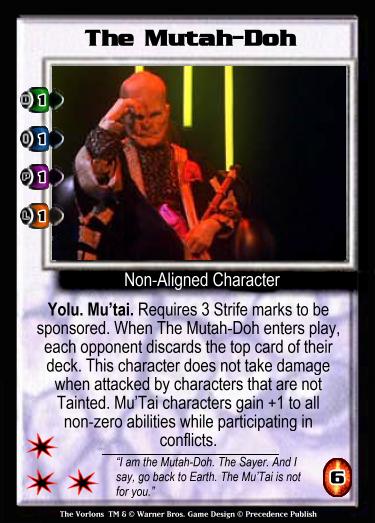 The Mutah-Doh
D 1
I 1
P 1
L 1
Non-Aligned Character
Yolu. Mu'tai. Requires 3 Strife marks to be
sponsored. When The Mutah-Doh enters play,
each opponent discards the top card of their
deck. This character does not take damage
when attacked by characters that are not
Tainted. Mu'Tai characters gain +1 to all
non-zero abilities while participating in
conflicts.
"I am the Mutah-Doh. The Sayer. And I
say, go back to Earth. The Mu'Tai is not
for you."
6
The Vorlons TM & © Warner Bros. Game Design © Precedence Publish